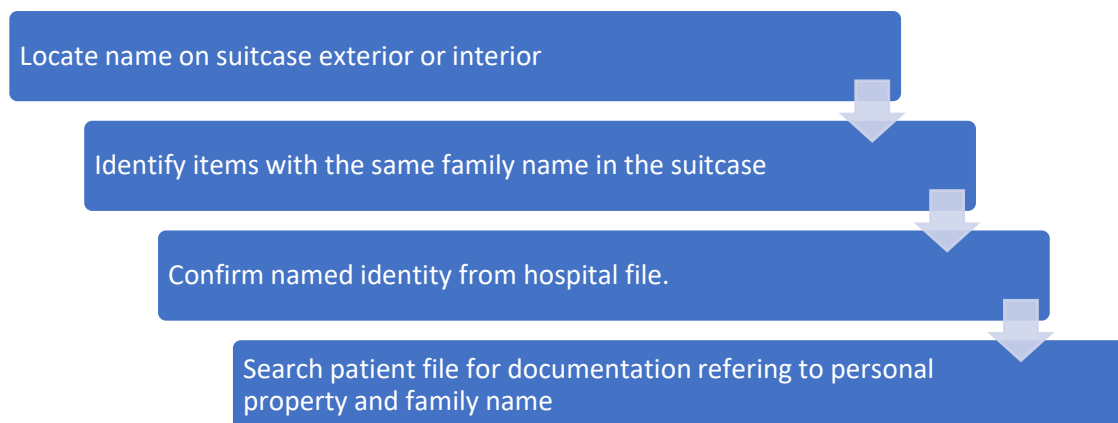 Locate name on suitcase exterior or interior
Identify items with the same family name in the suitcase
Confirm named identity from hospital file.
Search patient file for documentation refering to personal
property and family name